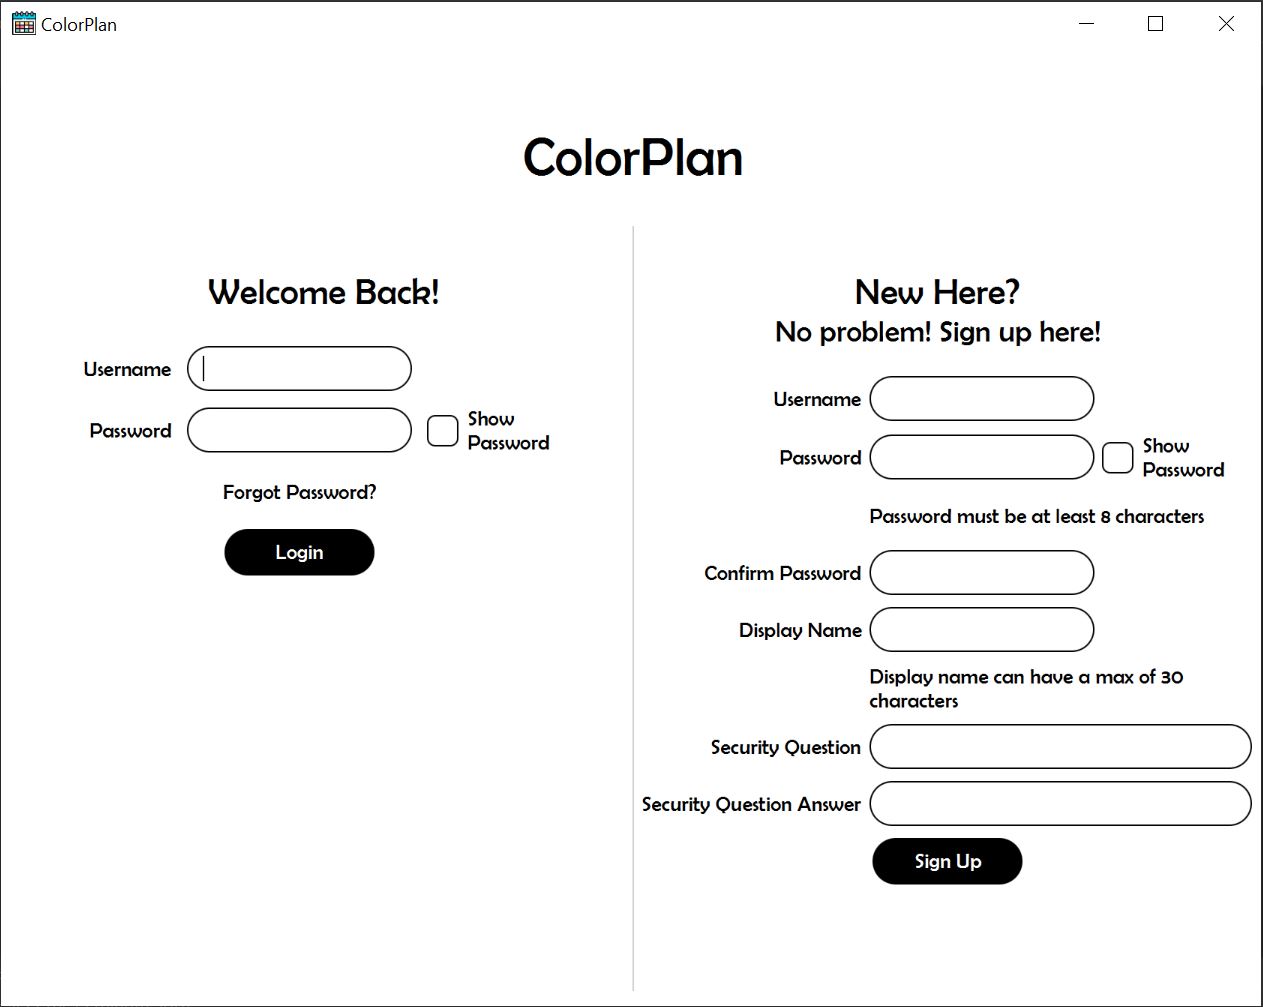 ColorPlan
ColorPlan
Welcome Back!
Username
Password
Show
Password
Forgot Password?
Login
New Here?
No problem! Sign up here!
Username
Password
Show
Password
Password must be at least 8 characters
Confirm Password
Display Name
Display name can have a max of 30
characters
Security Question
Security Question Answer
Sign Up